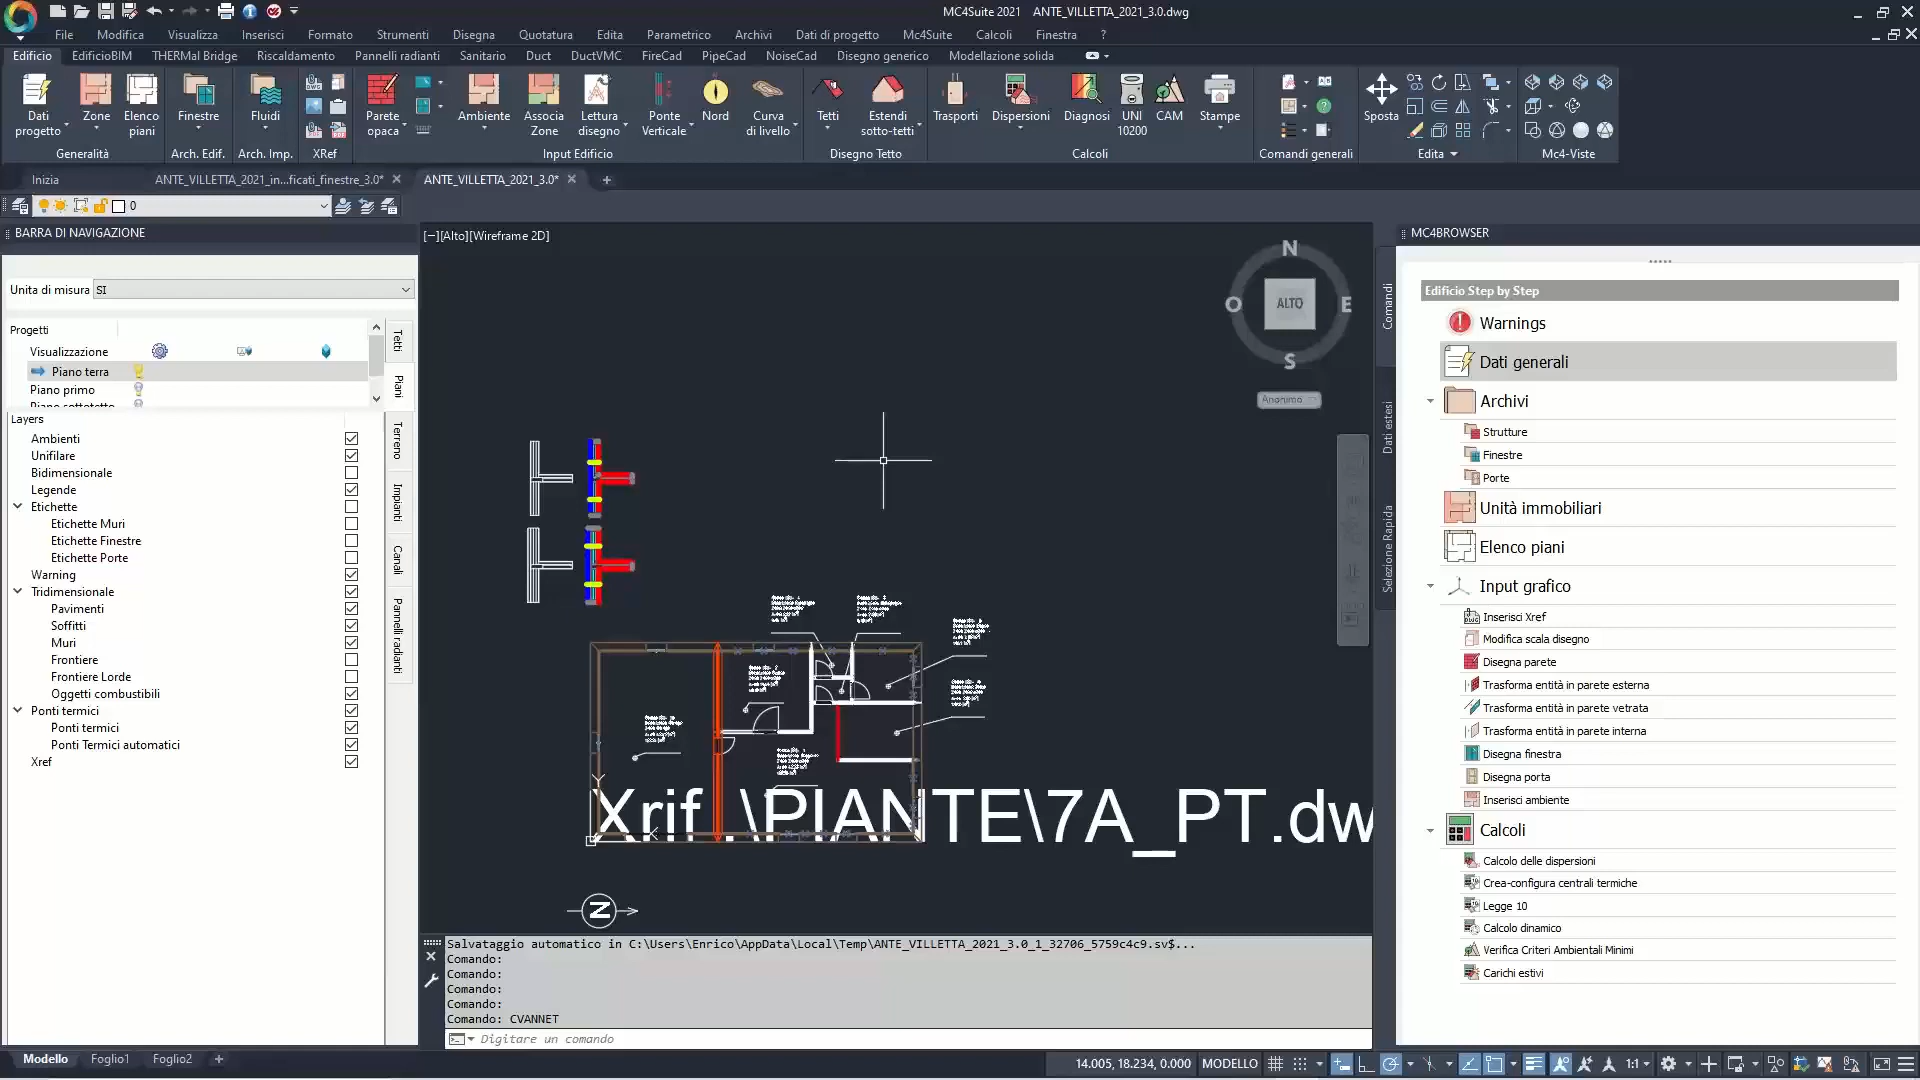 MC4Suite 2021 ANTE_VILLETTA_2021_3.0.dwg
File Modifica Visualizza Inserisci Formato Strumenti Disegna Quotatura Edita Parametrico Archivi Dati di progetto Mc4Suite Calcoli Finestra ?
Edificio EdificioBIM THERMal Bridge Riscaldamento Pannelli radianti Sanitario Duct DuctVMC FireCad PipeCad NoiseCad Disegno generico Modellazione solida
Dati progetto Zone Elenco piani Finestre Fluidi Parete opaca Ambiente Associa Zone Lettura disegno Ponte Verticale Nord Curva di livello Tetti Estendi sotto-tetti Trasporti Dispersioni Diagnosi UNI 10200 CAM Stampe Sposta
Generalità Arch. Edif. Arch. Imp. XRef Input Edificio Disegno Tetto Calcoli Comandi generali Edita Mc4-Viste
Inizia ANTE_VILLETTA_2021_in...ficati_finestre_3.0* ANTE_VILLETTA_2021_3.0*
0
BARRA DI NAVIGAZIONE
Unita di misura SI
Progetti
Visualizzazione
Piano terra
Piano primo
Piano sottotetto
Layers
Ambienti
Unifilare
Bidimensionale
Legende
Etichette
Etichette Muri
Etichette Finestre
Etichette Porte
Warning
Tridimensionale
Pavimenti
Soffitti
Muri
Frontiere
Frontiere Lorde
Oggetti combustibili
Ponti termici
Ponti termici
Ponti Termici automatici
Xref
Tetti
Piani
Terreno
Impianti
Canali
Pannelli radianti
[−][Alto][Wireframe 2D]
N
O ALTO E
S
Anonimo
Xrif .\PIANTE\7A_PT.dw
Y
X
Z
Salvataggio automatico in C:\Users\Enrico\AppData\Local\Temp\ANTE_VILLETTA_2021_3.0_1_32706_5759c4c9.sv$...
Comando:
Comando:
Comando:
Comando:
Comando: CVANNET
Digitare un comando
Comandi
Dati estesi
Selezione Rapida
MC4BROWSER
Edificio Step by Step
Warnings
Dati generali
Archivi
Strutture
Finestre
Porte
Unità immobiliari
Elenco piani
Input grafico
Inserisci Xref
Modifica scala disegno
Disegna parete
Trasforma entità in parete esterna
Trasforma entità in parete vetrata
Trasforma entità in parete interna
Disegna finestra
Disegna porta
Inserisci ambiente
Calcoli
Calcolo delle dispersioni
Crea-configura centrali termiche
Legge 10
Calcolo dinamico
Verifica Criteri Ambientali Minimi
Carichi estivi
Modello Foglio1 Foglio2 +
14.005, 18.234, 0.000 MODELLO 1:1